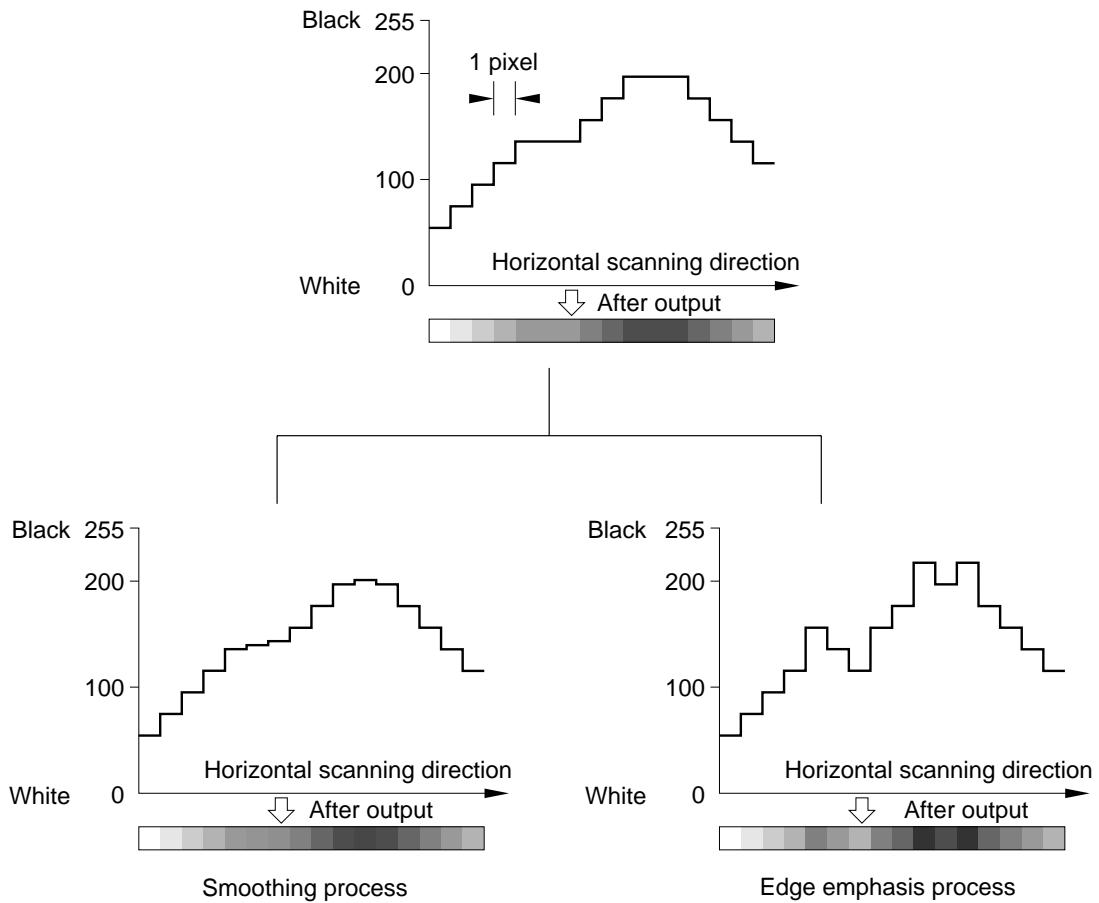 Black 255
1 pixel
200
100
Horizontal scanning direction
White 0
After output
Black 255
200
100
Horizontal scanning direction
White 0
After output
Smoothing process
Black 255
200
100
Horizontal scanning direction
White 0
After output
Edge emphasis process